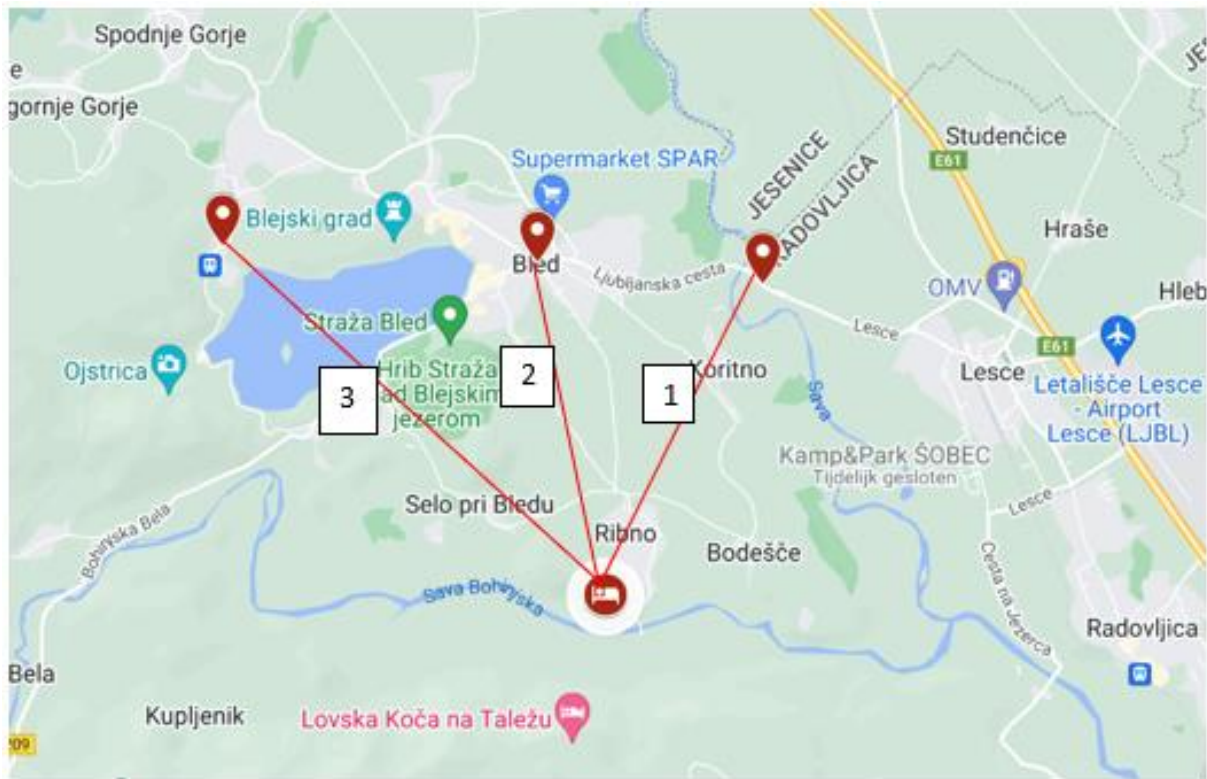 Spodnje Gorje
e
gornje Gorje
JE
Studenčice
E61
Supermarket SPAR
JESENICE
RADOVLJICA
Blejski grad
Hraše
Bled
Ljubljanska cesta
OMV
Hleb
Straža Bled
Lesce
E61
Ojstrica
3
Hrib Straža
ad Blejskim
jezerom
2
Koritno
1
Lesce
Letališče Lesce
- Airport
Lesce (LJBL)
Sava
Kamp&Park ŠOBEC
Tijdelijk gesloten
Selo pri Bledu
Lesce
Ribno
Bodešče
Bohinjska Bela
Sava Bohinjska
Cesta na Jezerca
Radovljica
Bela
Kupljenik
Lovska Koča na Taležu
209